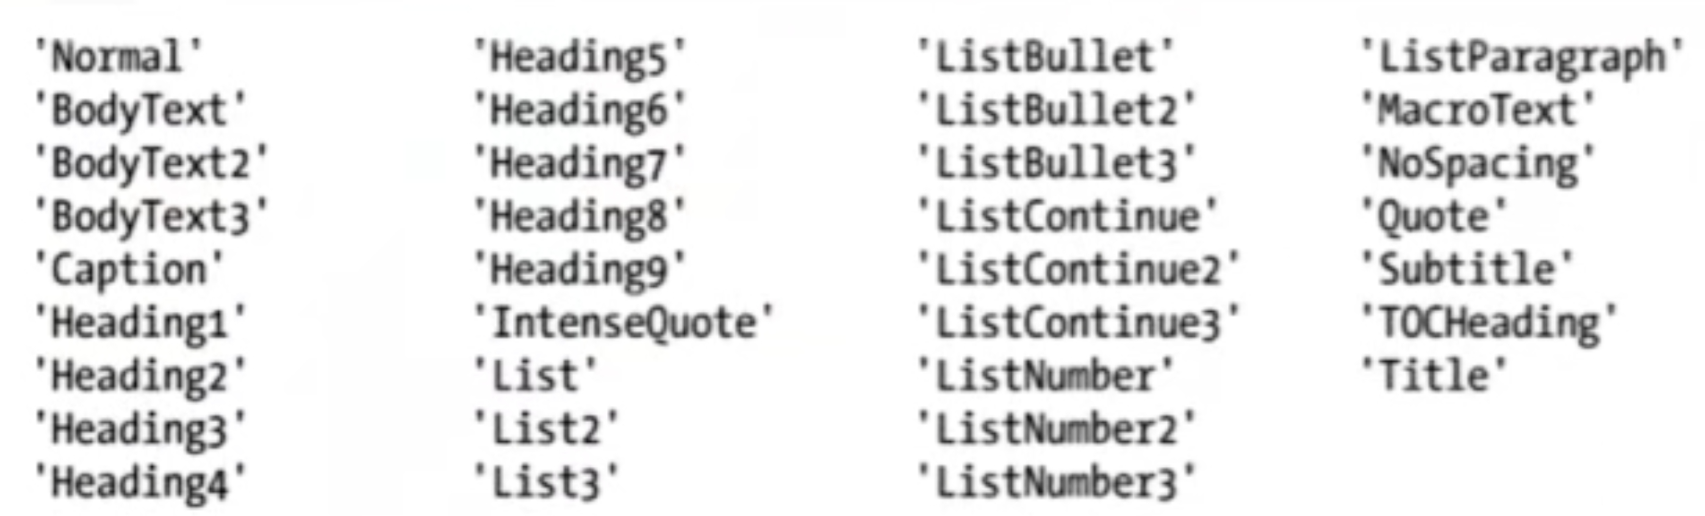 'Normal' 'Heading5' 'ListBullet' 'ListParagraph'
'BodyText' 'Heading6' 'ListBullet2' 'MacroText'
'BodyText2' 'Heading7' 'ListBullet3' 'NoSpacing'
'BodyText3' 'Heading8' 'ListContinue' 'Quote'
'Caption' 'Heading9' 'ListContinue2' 'Subtitle'
'Heading1' 'IntenseQuote' 'ListContinue3' 'TOCHeading'
'Heading2' 'List' 'ListNumber' 'Title'
'Heading3' 'List2' 'ListNumber2'
'Heading4' 'List3' 'ListNumber3'